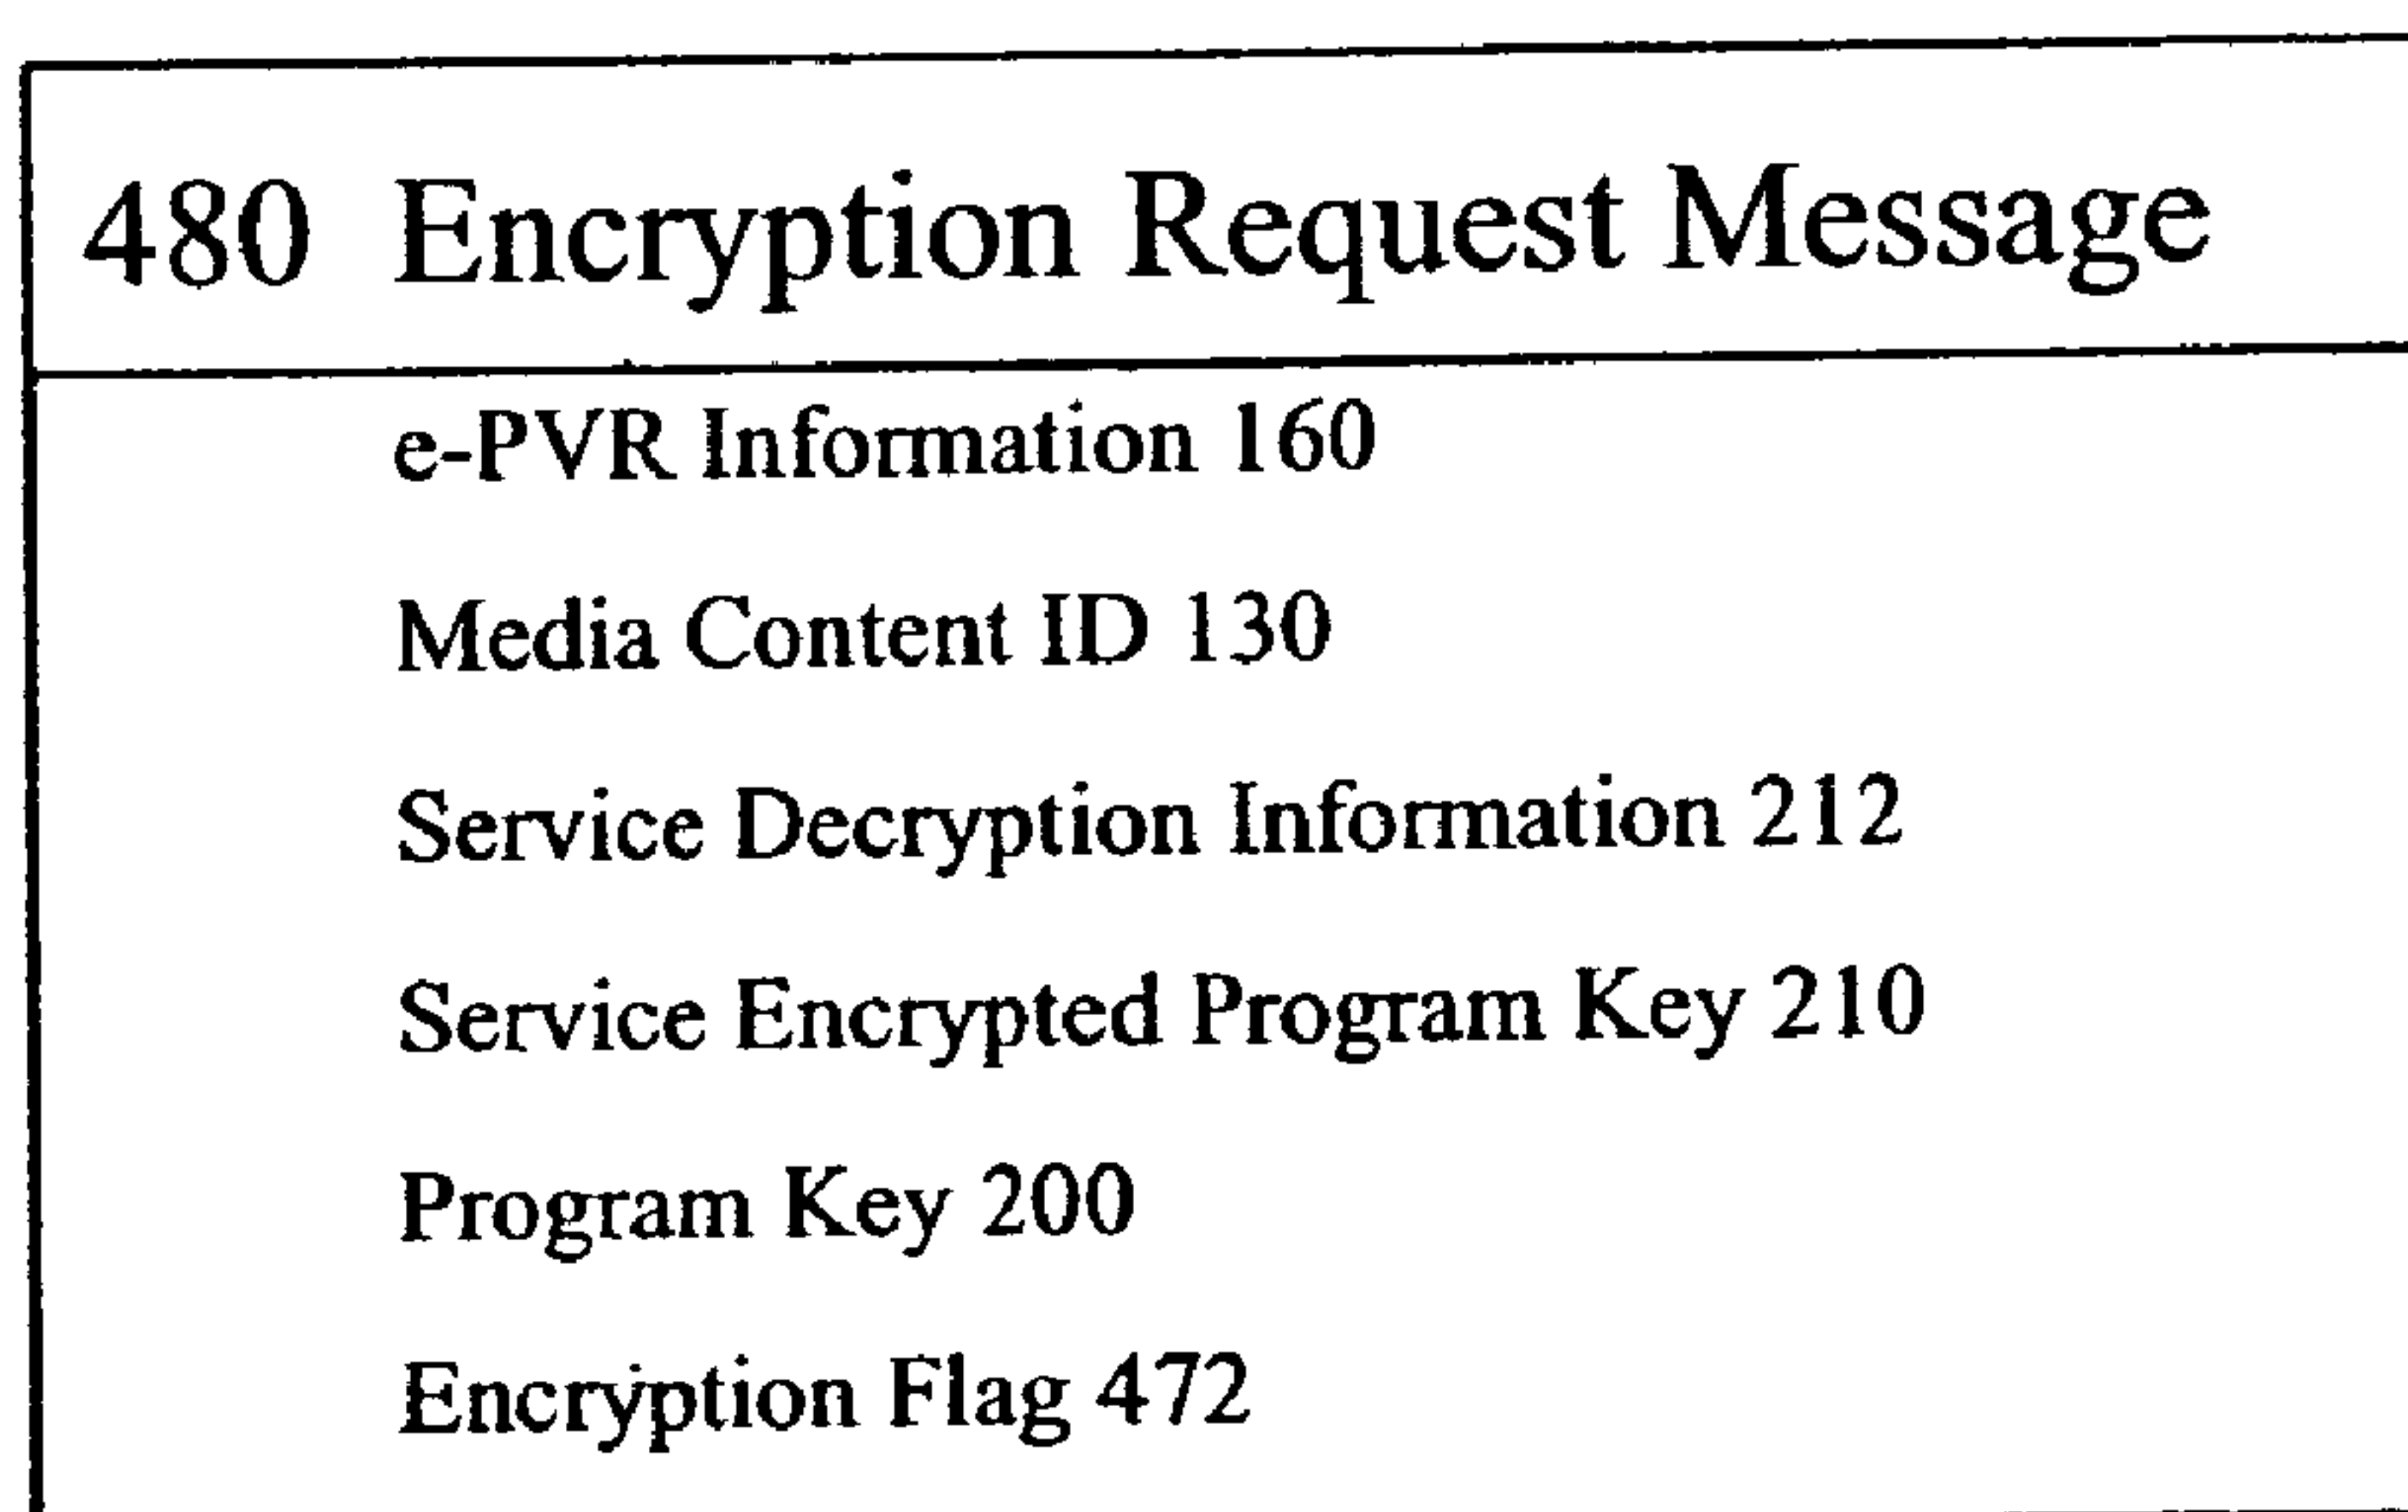 480 Encryption Request Message
e-PVR Information 160
Media Content ID 130
Service Decryption Information 212
Service Encrypted Program Key 210
Program Key 200
Encryption Flag 472